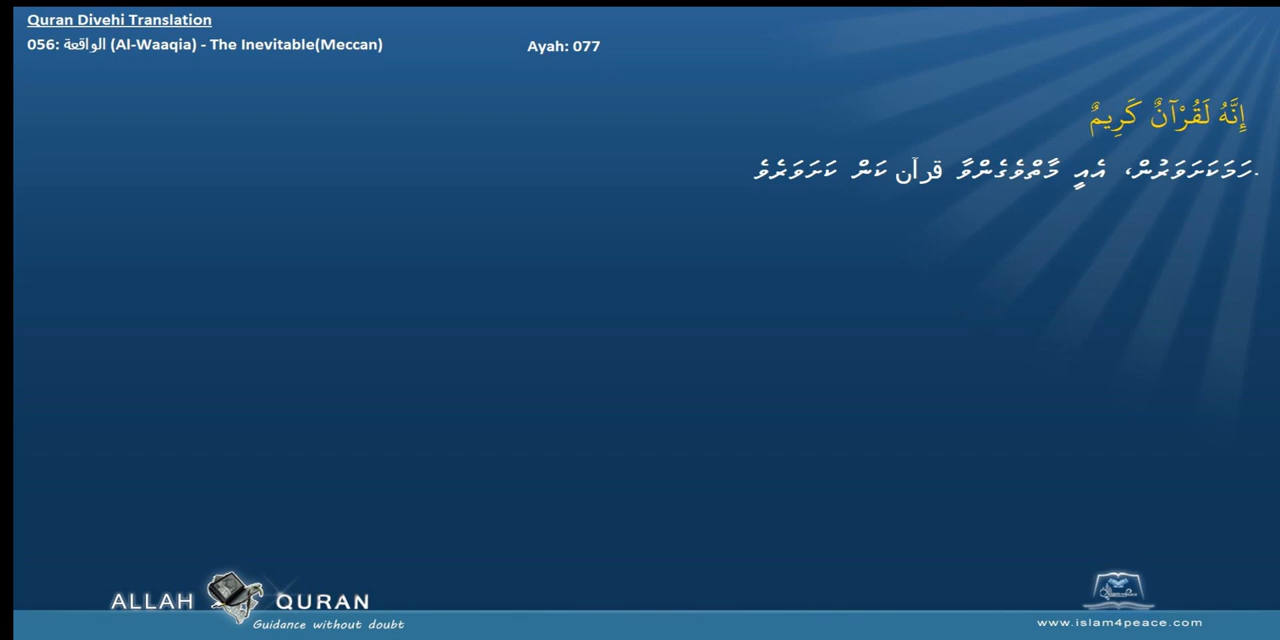 Quran Divehi Translation
056: الواقعة (Al-Waaqia) - The Inevitable(Meccan)
Ayah: 077
إِنَّهُ لَقُرْآنٌ كَرِيمٌ
ހަމަކަށަވަރުން، އެއީ މާތްވެގެންވާ قرآن ކަން ކަށަވަރެވެ.
ALLAH QURAN
Guidance without doubt
www.islam4peace.com